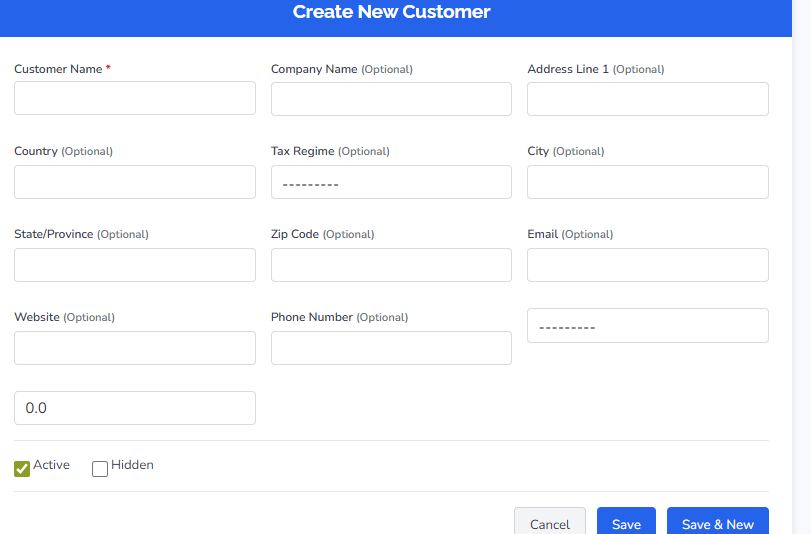 Create New Customer
Customer Name *
Company Name (Optional)
Address Line 1 (Optional)
Country (Optional)
Tax Regime (Optional)
City (Optional)
---------
State/Province (Optional)
Zip Code (Optional)
Email (Optional)
Website (Optional)
Phone Number (Optional)
---------
0.0
Active
Hidden
Cancel
Save
Save & New